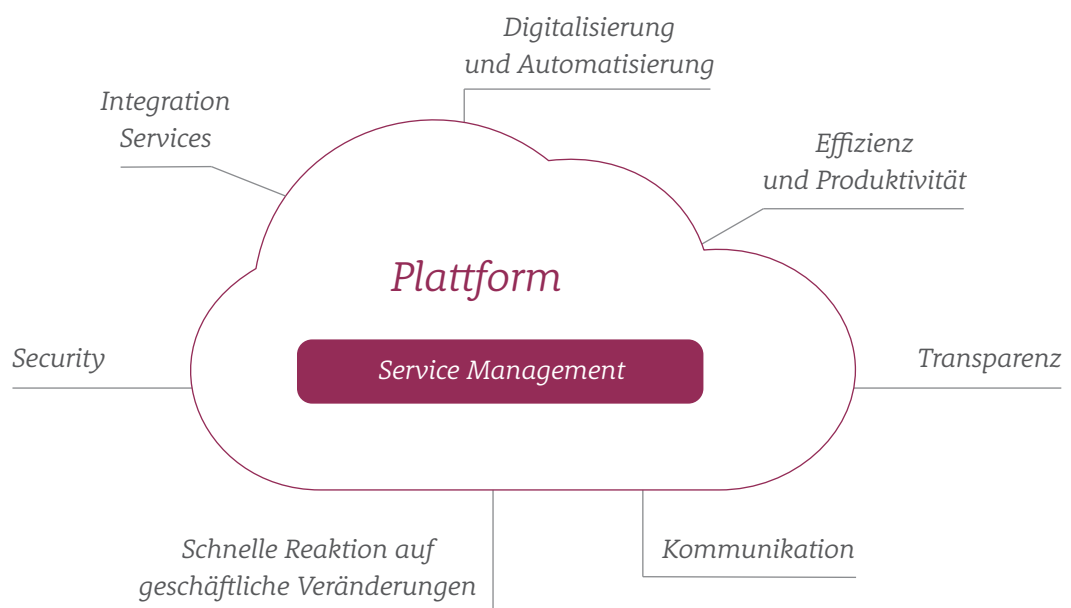 Digitalisierung
und Automatisierung
Integration
Services
Effizienz
und Produktivität
Plattform
Security
Service Management
Transparenz
Schnelle Reaktion auf
geschäftliche Veränderungen
Kommunikation